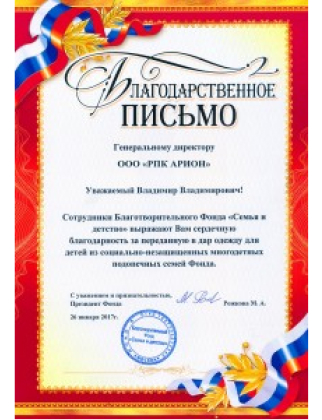 Благодарственное
письмо
Генеральному директору
ООО «РПК АРИОН»
Уважаемый Владимир Владимирович!
Сотрудники Благотворительного Фонда «Семья и
детство» выражают Вам сердечную
благодарность за переданную в дар одежду для
детей из социально-незащищенных многодетных
подопечных семей Фонда.
С уважением и признательностью,
Президент Фонда
М. А.
26 января 2017г.